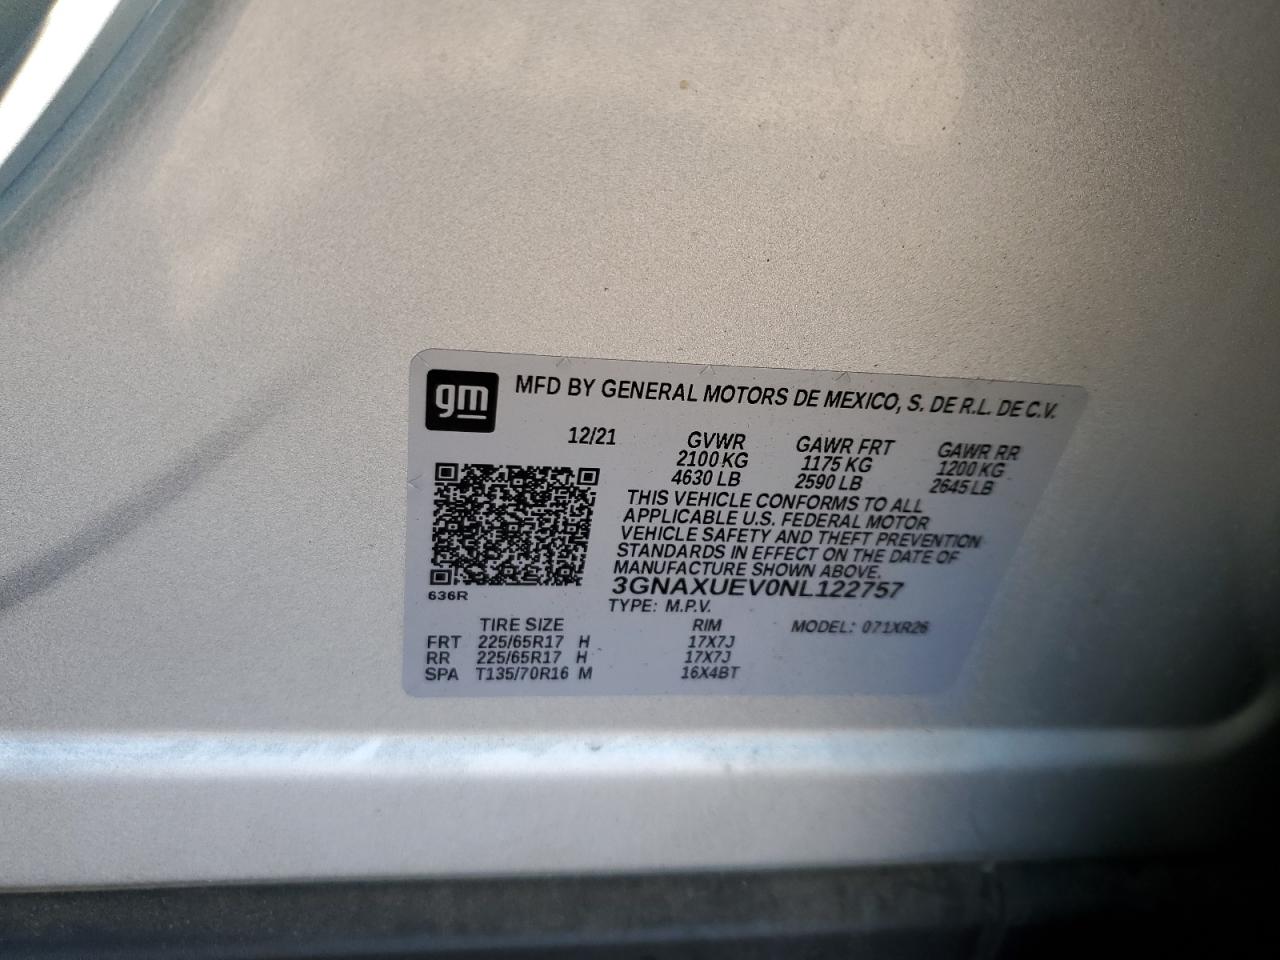 gm MFD BY GENERAL MOTORS DE MEXICO, S. DE R.L. DE C.V.
12/21 GVWR GAWR FRT GAWR RR
2100 KG 1175 KG 1200 KG
4630 LB 2590 LB 2645 LB
THIS VEHICLE CONFORMS TO ALL
APPLICABLE U.S. FEDERAL MOTOR
VEHICLE SAFETY AND THEFT PREVENTION
STANDARDS IN EFFECT ON THE DATE OF
MANUFACTURE SHOWN ABOVE.
3GNAXUEV0NL122757
636R
TYPE: M.P.V.
TIRE SIZE RIM MODEL: 071XR26
FRT 225/65R17 H 17X7J
RR 225/65R17 H 17X7J
SPA T135/70R16 M 16X4BT